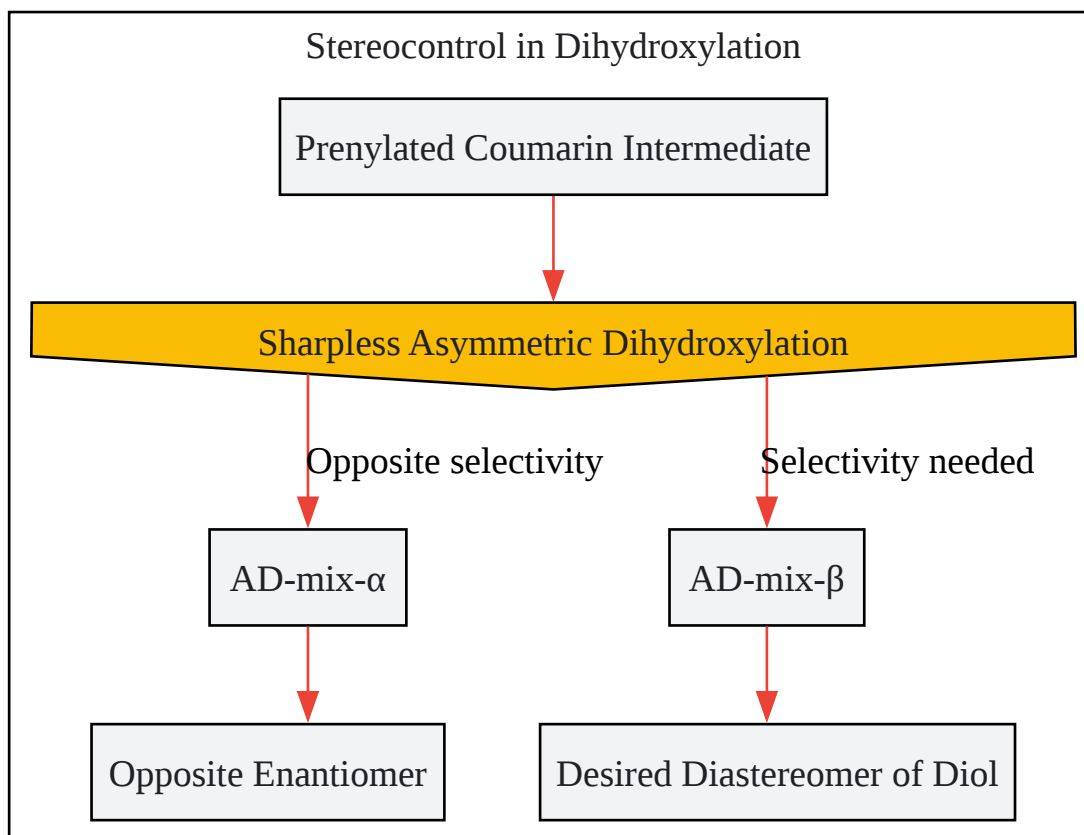 Stereocontrol in Dihydroxylation
Prenylated Coumarin Intermediate
Sharpless Asymmetric Dihydroxylation
Opposite selectivity
Selectivity needed
AD-mix-α
AD-mix-β
Opposite Enantiomer
Desired Diastereomer of Diol